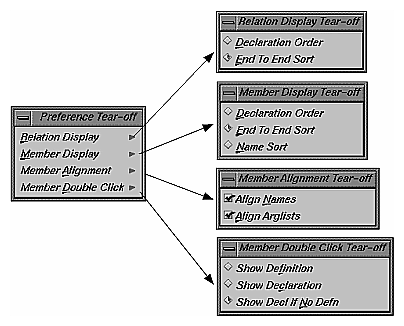 Preference Tear-off
Relation Display
Member Display
Member Alignment
Member Double Click
Relation Display Tear-off
Declaration Order
End To End Sort
Member Display Tear-off
Declaration Order
End To End Sort
Name Sort
Member Alignment Tear-off
Align Names
Align Arglists
Member Double Click Tear-off
Show Definition
Show Declaration
Show Decl If No Defn